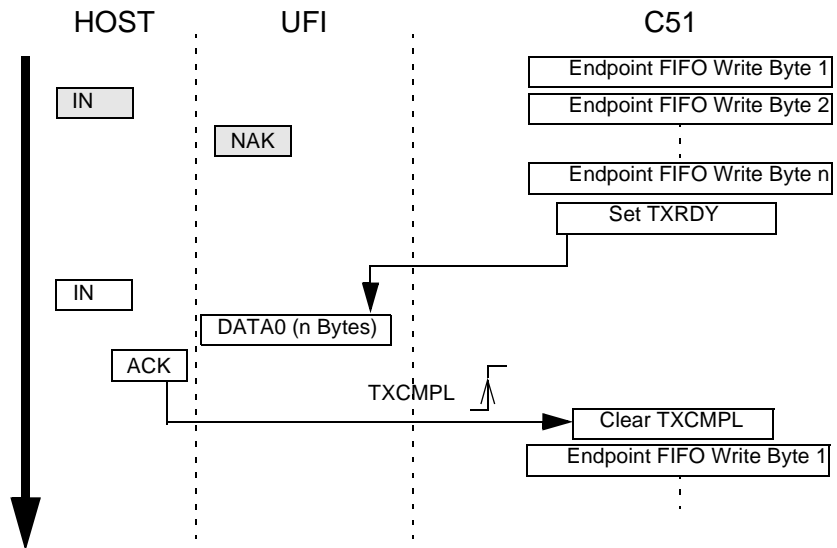 HOST UFI C51
Endpoint FIFO Write Byte 1
IN
Endpoint FIFO Write Byte 2
NAK
Endpoint FIFO Write Byte n
Set TXRDY
IN
DATA0 (n Bytes)
ACK
TXCMPL
Clear TXCMPL
Endpoint FIFO Write Byte 1